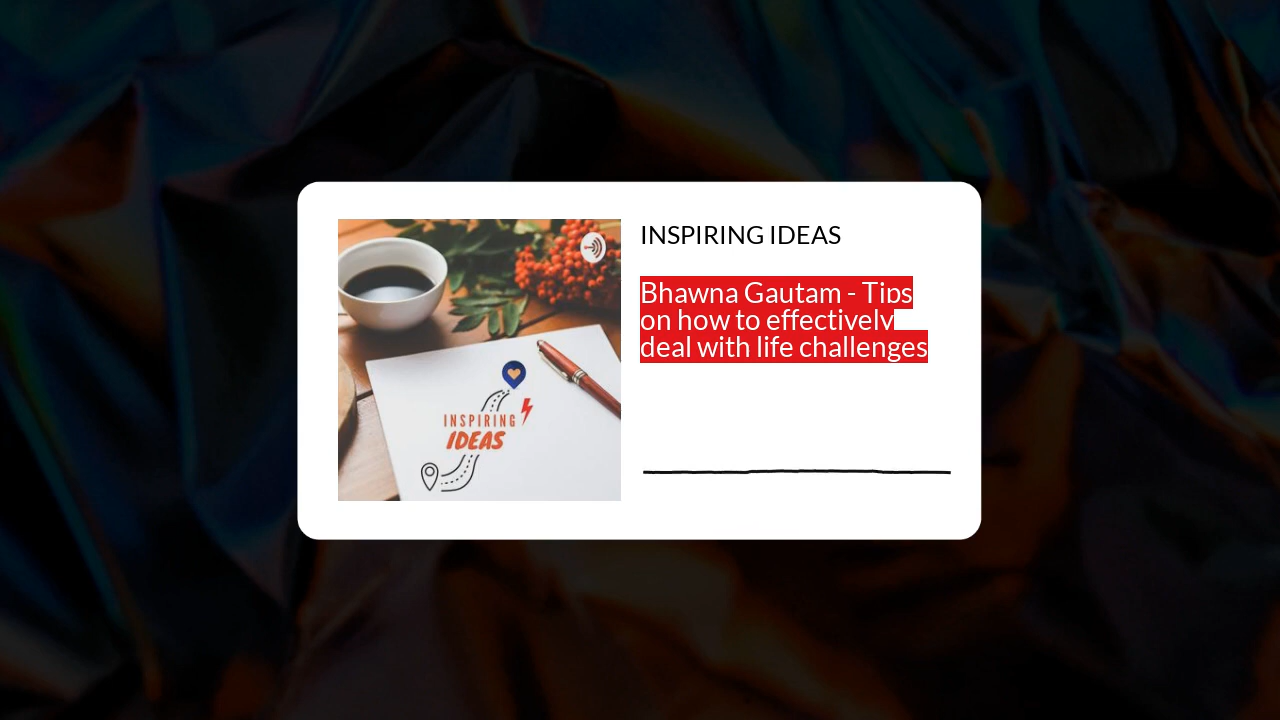 INSPIRING IDEAS
Bhawna Gautam - Tips
on how to effectively
deal with life challenges
INSPIRING
IDEAS